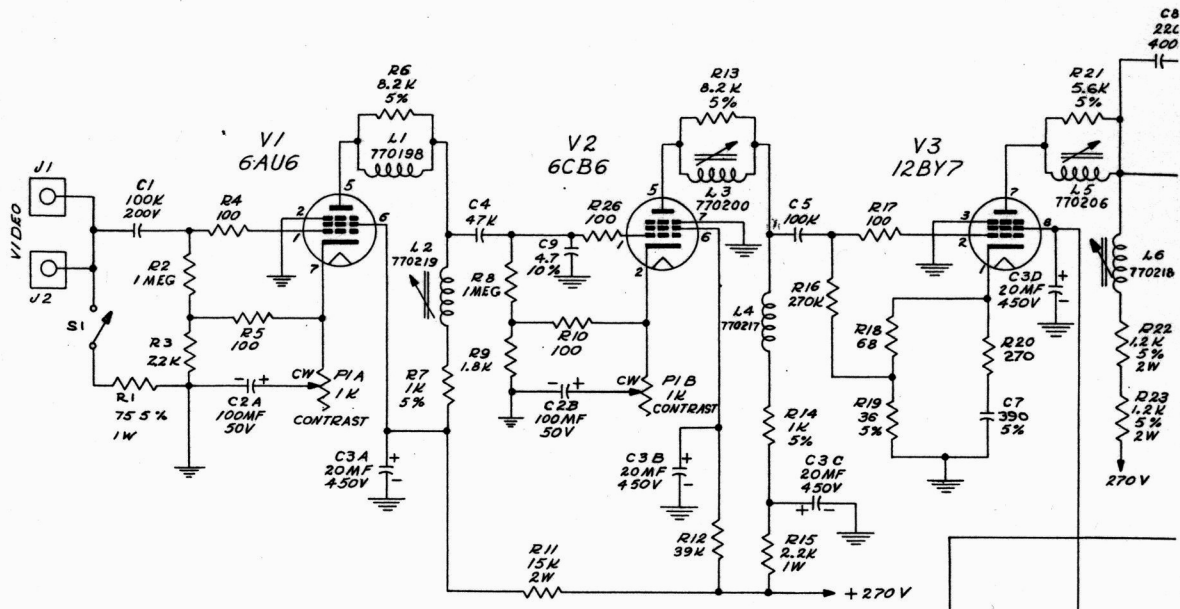 VIDEO
J1
J2
S1
C1
100K
200V
R4
100
R2
1 MEG
R3
2.2K
R5
100
R1
75 5%
1W
C2A
100MF
50V
CW
P1A
1K
CONTRAST
V1
6AU6
2
1
7
5
6
R6
8.2K
5%
L1
770198
L2
770219
R7
1K
5%
C3A
20MF
450V
C4
47K
R8
1MEG
C9
4.7
10%
R26
100
R10
100
R9
1.8K
C2B
100MF
50V
CW
P1B
1K
CONTRAST
V2
6CB6
1
2
5
7
6
R13
8.2K
5%
L3
770200
C3B
20MF
450V
R12
39K
R11
15K
2W
L4
770217
R14
1K
5%
C3C
20MF
450V
R15
2.2K
1W
+270V
C5
100K
R16
270K
R17
100
V3
12BY7
3
2
1
7
8
R18
68
R19
36
5%
R20
270
C7
390
5%
C3D
20MF
450V
R21
5.6K
5%
L5
770206
L6
770218
R22
1.2K
5%
2W
R23
1.2K
5%
2W
270V
C8
400